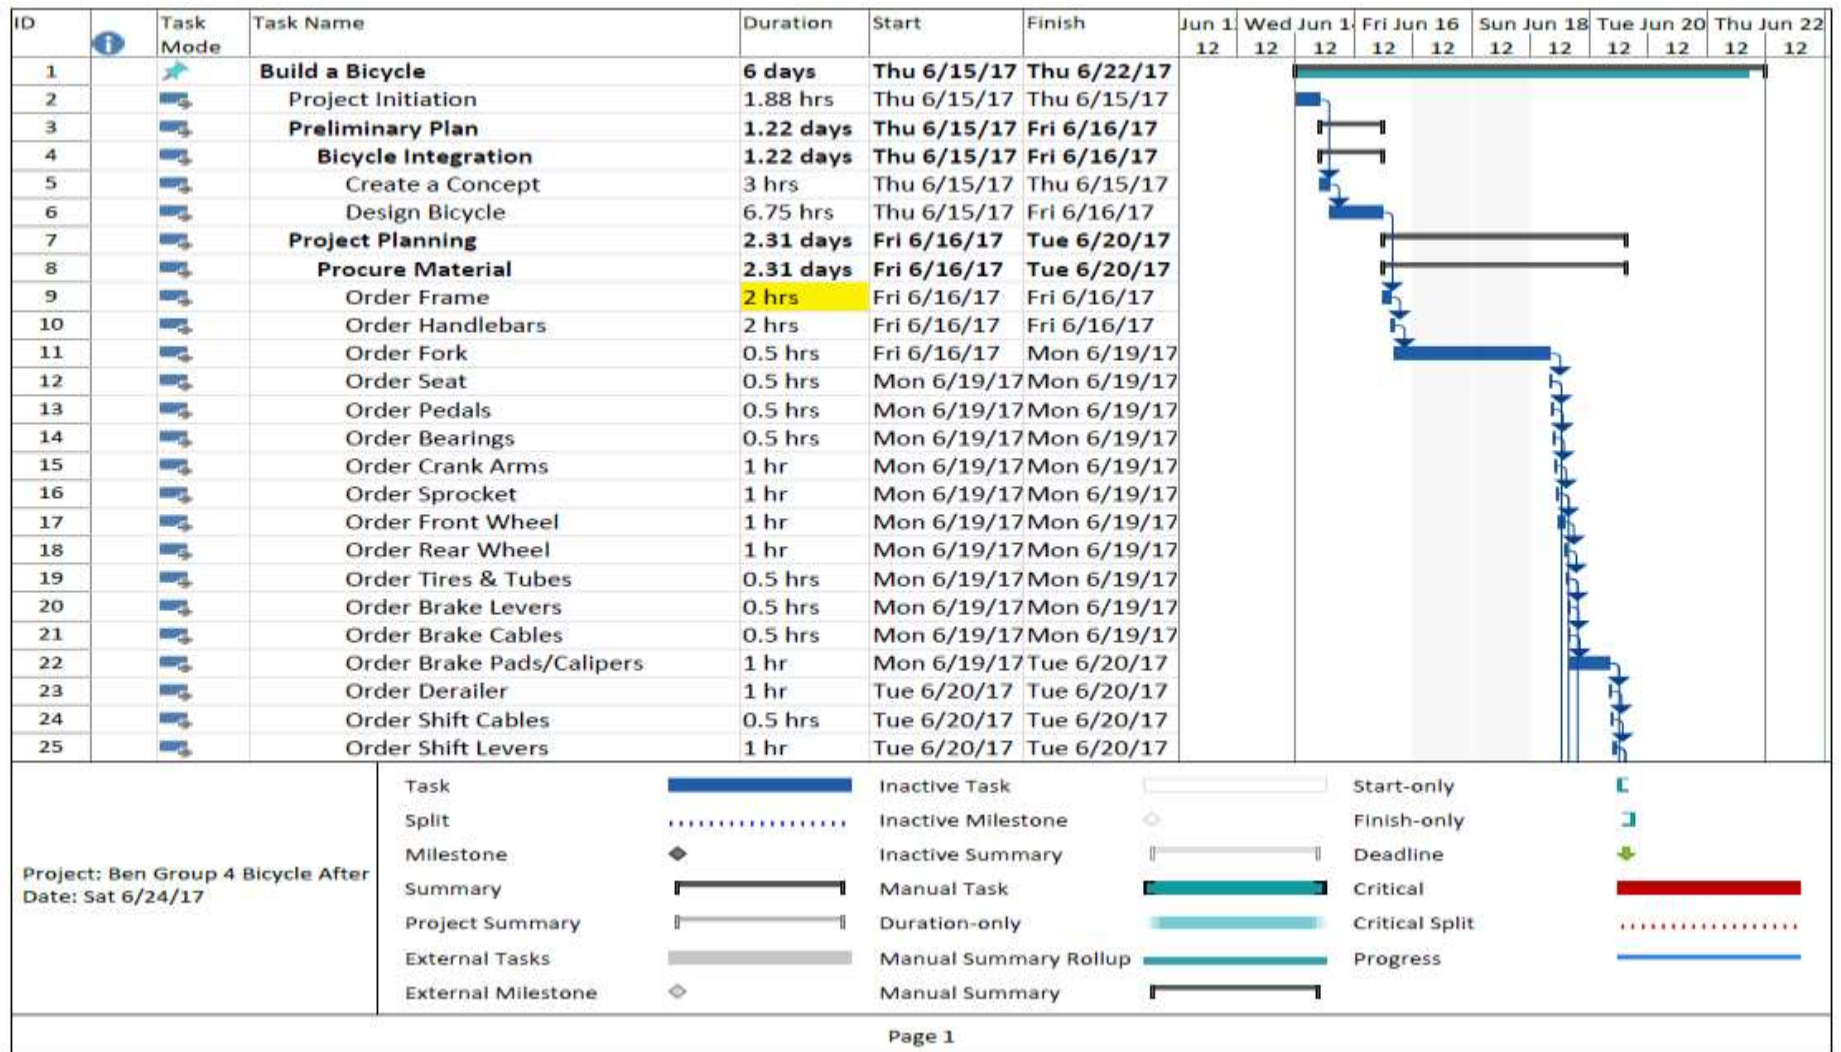 ID Task Mode Task Name Duration Start Finish Jun 1 Wed Jun 14 Fri Jun 16 Sun Jun 18 Tue Jun 20 Thu Jun 22
12 12 12 12 12 12 12 12 12 12 12
1 Build a Bicycle 6 days Thu 6/15/17 Thu 6/22/17
2 Project Initiation 1.88 hrs Thu 6/15/17 Thu 6/15/17
3 Preliminary Plan 1.22 days Thu 6/15/17 Fri 6/16/17
4 Bicycle Integration 1.22 days Thu 6/15/17 Fri 6/16/17
5 Create a Concept 3 hrs Thu 6/15/17 Thu 6/15/17
6 Design Bicycle 6.75 hrs Thu 6/15/17 Fri 6/16/17
7 Project Planning 2.31 days Fri 6/16/17 Tue 6/20/17
8 Procure Material 2.31 days Fri 6/16/17 Tue 6/20/17
9 Order Frame 2 hrs Fri 6/16/17 Fri 6/16/17
10 Order Handlebars 2 hrs Fri 6/16/17 Fri 6/16/17
11 Order Fork 0.5 hrs Fri 6/16/17 Mon 6/19/17
12 Order Seat 0.5 hrs Mon 6/19/17 Mon 6/19/17
13 Order Pedals 0.5 hrs Mon 6/19/17 Mon 6/19/17
14 Order Bearings 0.5 hrs Mon 6/19/17 Mon 6/19/17
15 Order Crank Arms 1 hr Mon 6/19/17 Mon 6/19/17
16 Order Sprocket 1 hr Mon 6/19/17 Mon 6/19/17
17 Order Front Wheel 1 hr Mon 6/19/17 Mon 6/19/17
18 Order Rear Wheel 1 hr Mon 6/19/17 Mon 6/19/17
19 Order Tires & Tubes 0.5 hrs Mon 6/19/17 Mon 6/19/17
20 Order Brake Levers 0.5 hrs Mon 6/19/17 Mon 6/19/17
21 Order Brake Cables 0.5 hrs Mon 6/19/17 Mon 6/19/17
22 Order Brake Pads/Calipers 1 hr Mon 6/19/17 Tue 6/20/17
23 Order Derailer 1 hr Tue 6/20/17 Tue 6/20/17
24 Order Shift Cables 0.5 hrs Tue 6/20/17 Tue 6/20/17
25 Order Shift Levers 1 hr Tue 6/20/17 Tue 6/20/17
Project: Ben Group 4 Bicycle After
Date: Sat 6/24/17
Task Inactive Task Start-only
Split Inactive Milestone Finish-only
Milestone Inactive Summary Deadline
Summary Manual Task Critical
Project Summary Duration-only Critical Split
External Tasks Manual Summary Rollup Progress
External Milestone Manual Summary
Page 1